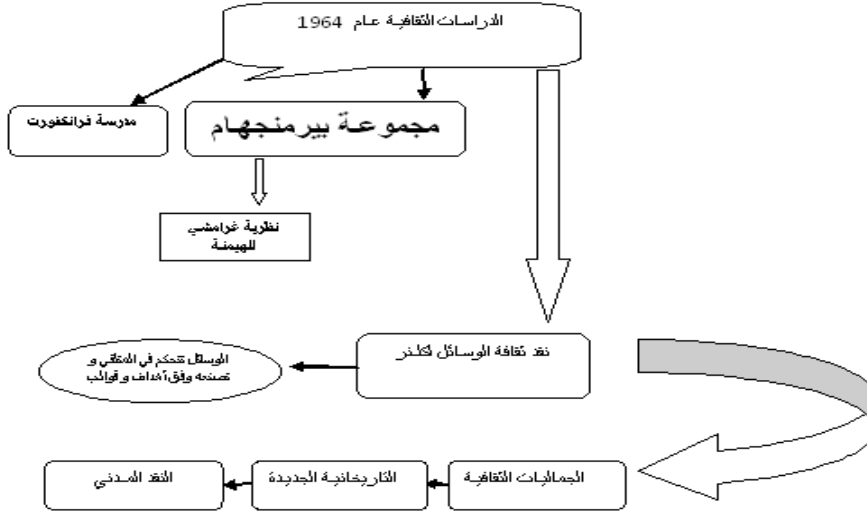 الدراسات الثقافية عام 1964
مدرسة فرانكفورت
مجموعة بيرمنجهام
نظرية غرامشي
للهيمنة
نقد ثقافة الوسائل لكلنر
الوسائل تتحكم في المتلقي و
تصنعه وفق أهداف و قوالب
الجماليات الثقافية
التاريخانية الجديدة
النقد المدني